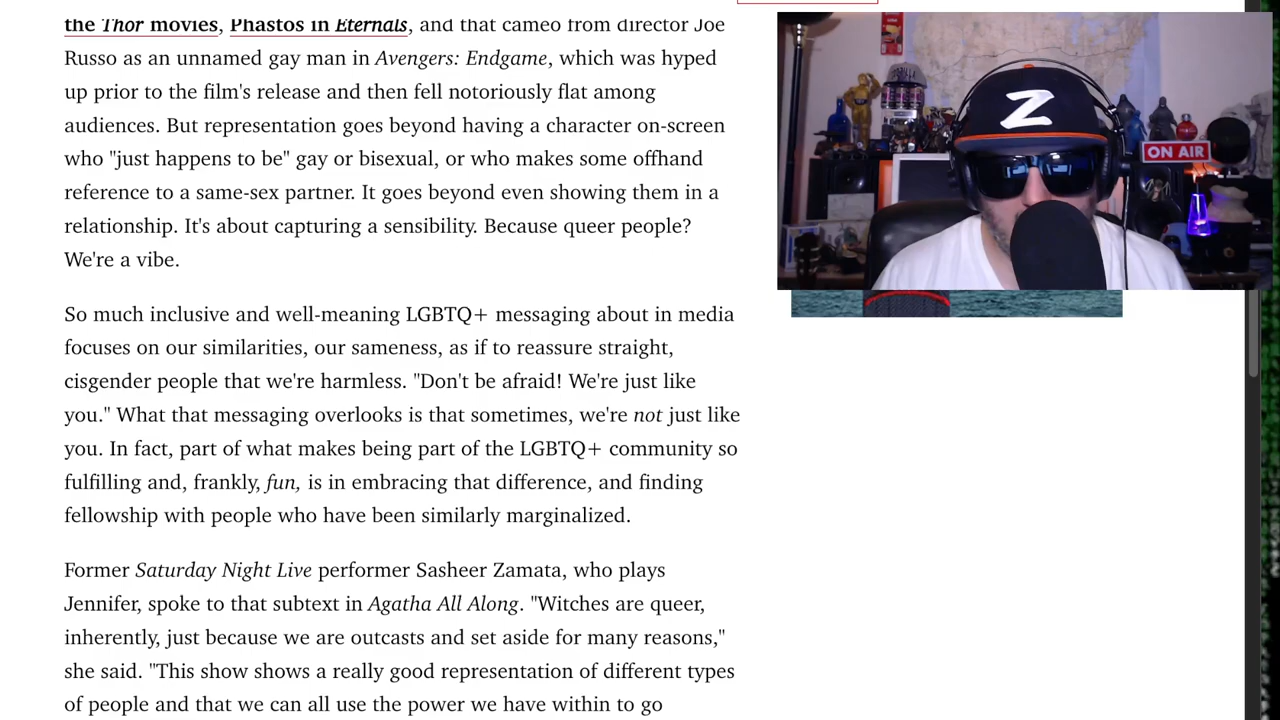 the Thor movies, Phastos in Eternals, and that cameo from director Joe
Russo as an unnamed gay man in Avengers: Endgame, which was hyped
up prior to the film's release and then fell notoriously flat among
audiences. But representation goes beyond having a character on-screen
who "just happens to be" gay or bisexual, or who makes some offhand
reference to a same-sex partner. It goes beyond even showing them in a
relationship. It's about capturing a sensibility. Because queer people?
We're a vibe.
So much inclusive and well-meaning LGBTQ+ messaging about in media
focuses on our similarities, our sameness, as if to reassure straight,
cisgender people that we're harmless. "Don't be afraid! We're just like
you." What that messaging overlooks is that sometimes, we're not just like
you. In fact, part of what makes being part of the LGBTQ+ community so
fulfilling and, frankly, fun, is in embracing that difference, and finding
fellowship with people who have been similarly marginalized.
Former Saturday Night Live performer Sasheer Zamata, who plays
Jennifer, spoke to that subtext in Agatha All Along. "Witches are queer,
inherently, just because we are outcasts and set aside for many reasons,"
she said. "This show shows a really good representation of different types
of people and that we can all use the power we have within to go
Z
ON AIR